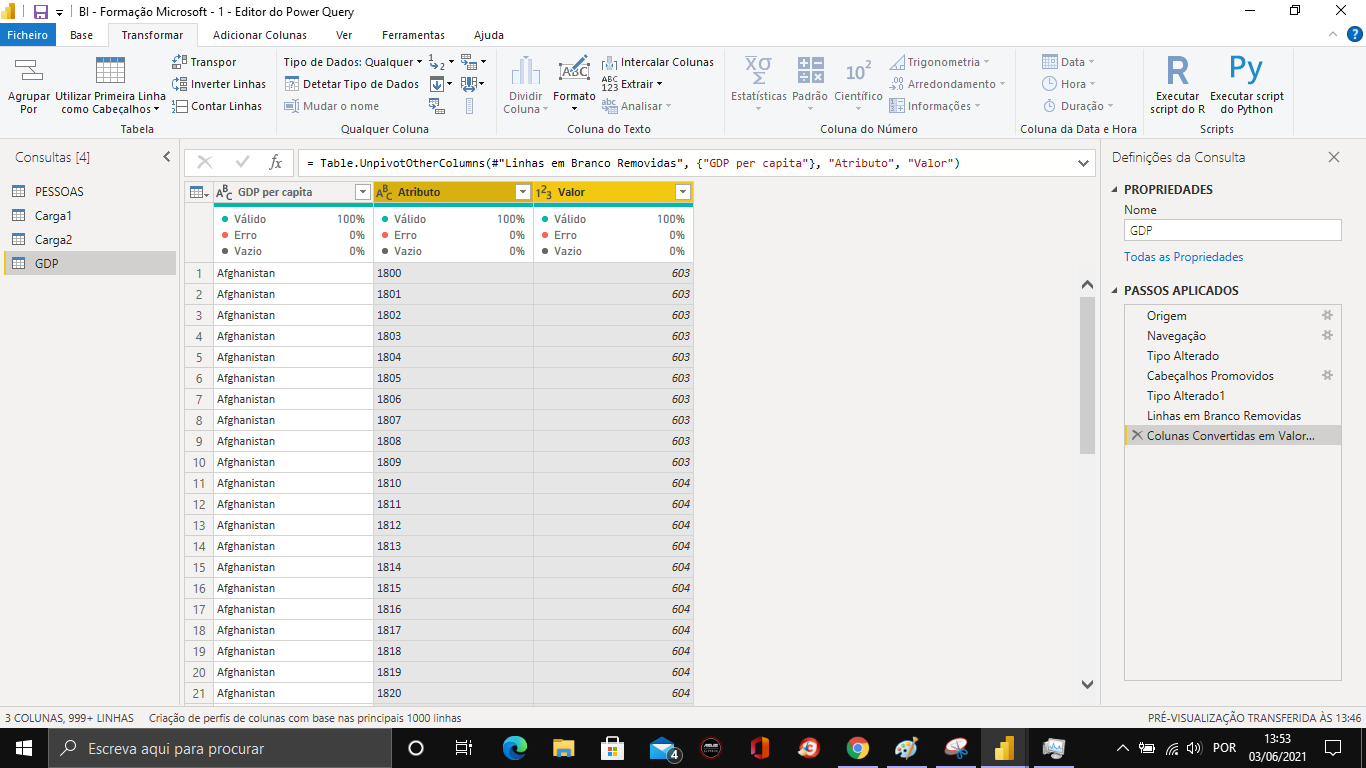 BI - Formação Microsoft - 1 - Editor do Power Query
Ficheiro Base Transformar Adicionar Colunas Ver Ferramentas Ajuda
Agrupar Por
Utilizar Primeira Linha como Cabeçalhos
Transpor
Inverter Linhas
Contar Linhas
Tabela
Tipo de Dados: Qualquer
Detetar Tipo de Dados
Mudar o nome
Qualquer Coluna
Dividir Coluna
Formato
Intercalar Colunas
Extrair
Analisar
Coluna do Texto
Estatísticas
Padrão
Científico
Trigonometria
Arredondamento
Informações
Coluna do Número
Data
Hora
Duração
Coluna da Data e Hora
Executar script do R
Executar script do Python
Scripts
Consultas [4]
PESSOAS
Carga1
Carga2
GDP
= Table.UnpivotOtherColumns(#"Linhas em Branco Removidas", {"GDP per capita"}, "Atributo", "Valor")
GDP per capita Atributo Valor
Válido 100% Válido 100% Válido 100%
Erro 0% Erro 0% Erro 0%
Vazio 0% Vazio 0% Vazio 0%
1 Afghanistan 1800 603
2 Afghanistan 1801 603
3 Afghanistan 1802 603
4 Afghanistan 1803 603
5 Afghanistan 1804 603
6 Afghanistan 1805 603
7 Afghanistan 1806 603
8 Afghanistan 1807 603
9 Afghanistan 1808 603
10 Afghanistan 1809 603
11 Afghanistan 1810 604
12 Afghanistan 1811 604
13 Afghanistan 1812 604
14 Afghanistan 1813 604
15 Afghanistan 1814 604
16 Afghanistan 1815 604
17 Afghanistan 1816 604
18 Afghanistan 1817 604
19 Afghanistan 1818 604
20 Afghanistan 1819 604
21 Afghanistan 1820 604
Definições da Consulta
PROPRIEDADES
Nome
GDP
Todas as Propriedades
PASSOS APLICADOS
Origem
Navegação
Tipo Alterado
Cabeçalhos Promovidos
Tipo Alterado1
Linhas em Branco Removidas
Colunas Convertidas em Valor...
3 COLUNAS, 999+ LINHAS Criação de perfis de colunas com base nas principais 1000 linhas
PRÉ-VISUALIZAÇÃO TRANSFERIDA ÀS 13:46
Escreva aqui para procurar
4
POR
13:53
03/06/2021